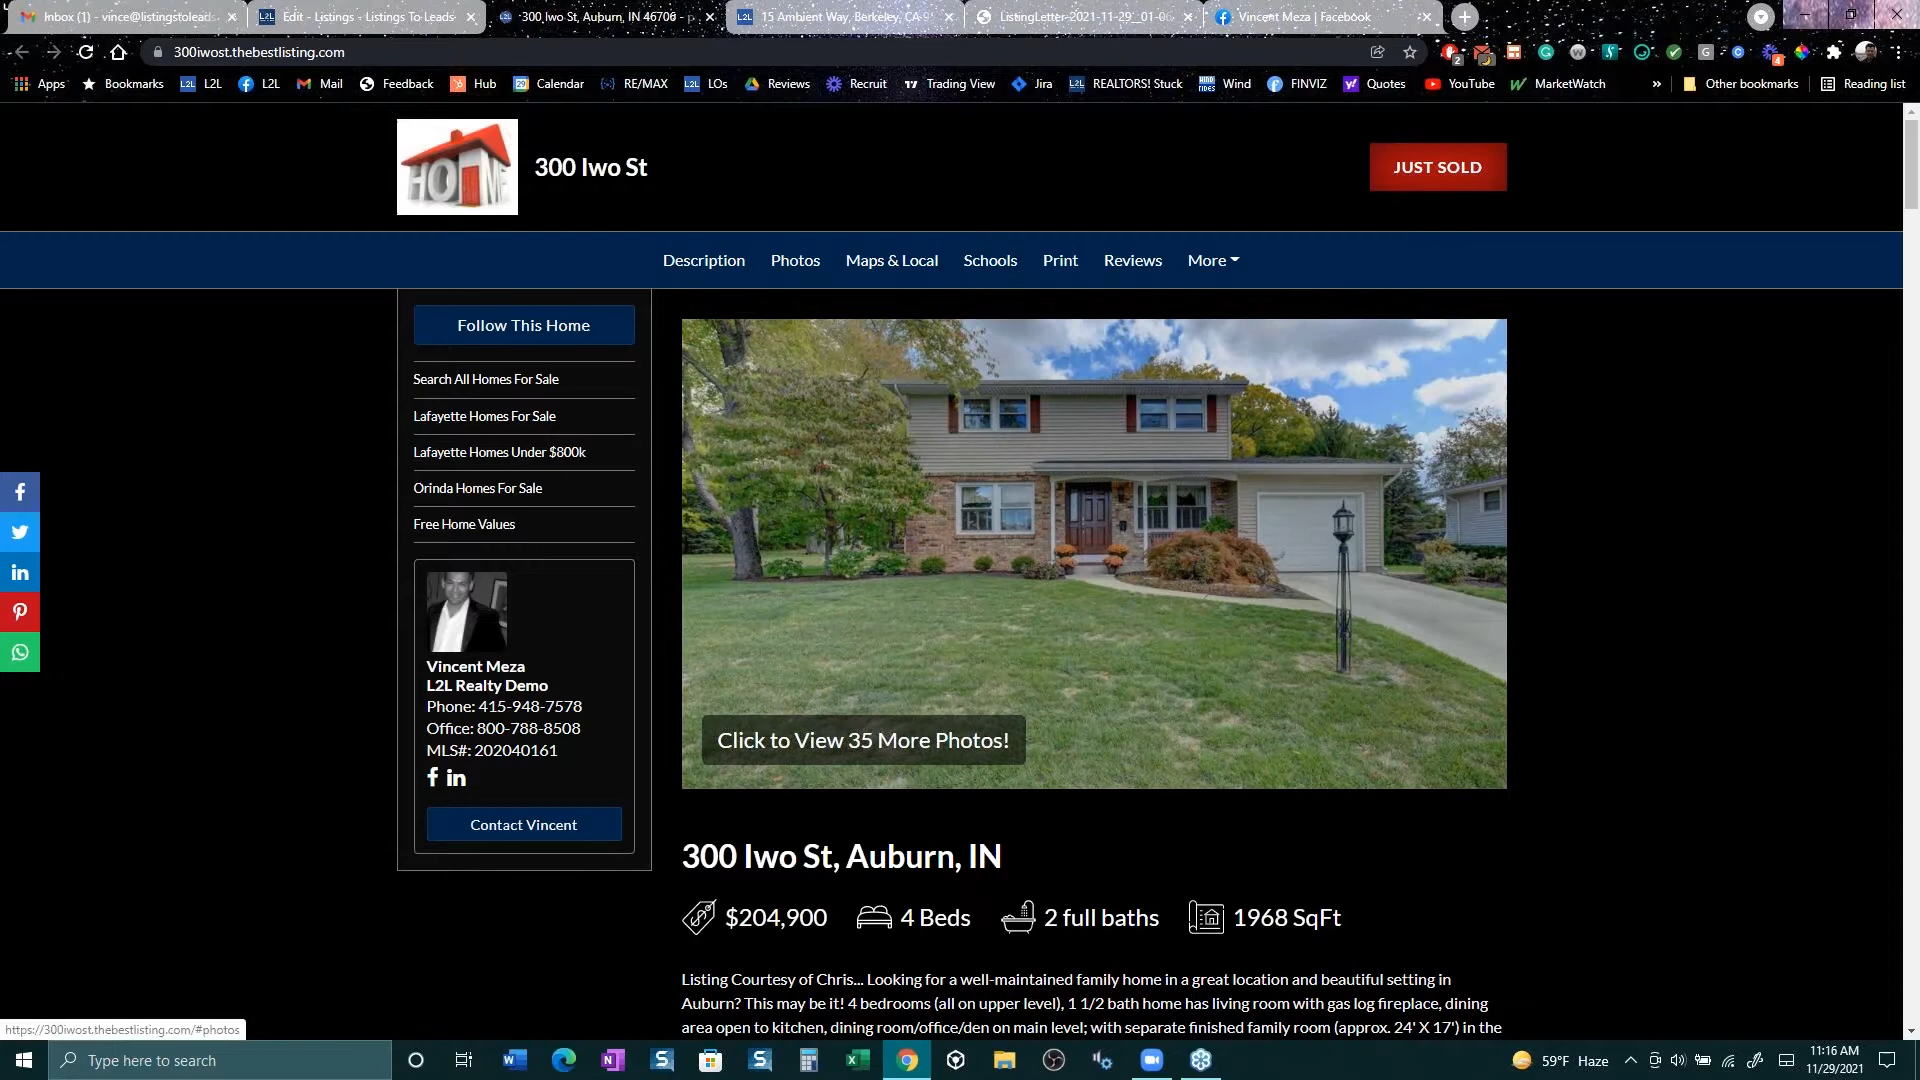 Inbox (1) - vince@listingstoleads
Edit - Listings - Listings To Leads
300 Iwo St, Auburn, IN 46706 - p
15 Ambient Way, Berkeley, CA 9
ListingLetter-2021-11-29_01-0
Vincent Meza | Facebook
300iwost.thebestlisting.com
Apps
Bookmarks
L2L
L2L
Mail
Feedback
Hub
Calendar
RE/MAX
LOs
Reviews
Recruit
Trading View
Jira
REALTORS! Stuck
Wind
FINVIZ
Quotes
YouTube
MarketWatch
»
Other bookmarks
Reading list
HOME
300 Iwo St
JUST SOLD
Description
Photos
Maps & Local
Schools
Print
Reviews
More
Follow This Home
Search All Homes For Sale
Lafayette Homes For Sale
Lafayette Homes Under $800k
Orinda Homes For Sale
Free Home Values
Vincent Meza
L2L Realty Demo
Phone: 415-948-7578
Office: 800-788-8508
MLS#: 202040161
Contact Vincent
Click to View 35 More Photos!
300 Iwo St, Auburn, IN
$204,900
4 Beds
2 full baths
1968 SqFt
Listing Courtesy of Chris... Looking for a well-maintained family home in a great location and beautiful setting in
Auburn? This may be it! 4 bedrooms (all on upper level), 1 1/2 bath home has living room with gas log fireplace, dining
area open to kitchen, dining room/office/den on main level; with separate finished family room (approx. 24' X 17') in the
https://300iwost.thebestlisting.com/#photos
Type here to search
59°F Haze
11:16 AM
11/29/2021